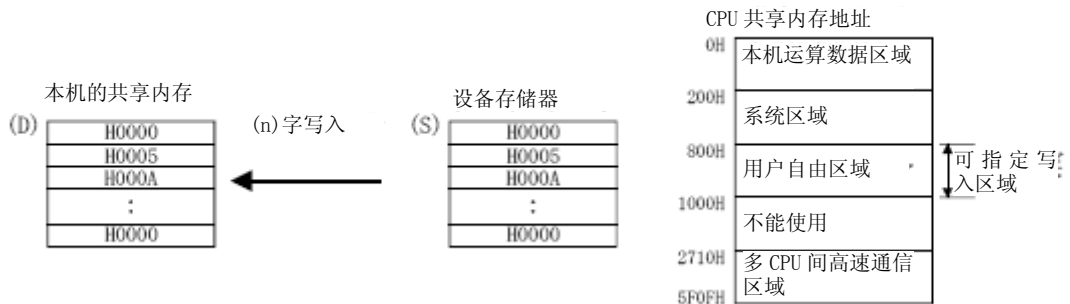 本机的共享内存
(D)
H0000
H0005
H000A
:
H0000
(n)字写入
设备存储器
(S)
H0000
H0005
H000A
:
H0000
CPU 共享内存地址
0H
本机运算数据区域
200H
系统区域
800H
用户自由区域
可指定写
入区域
1000H
不能使用
2710H
多 CPU 间高速通信
区域
5F0FH